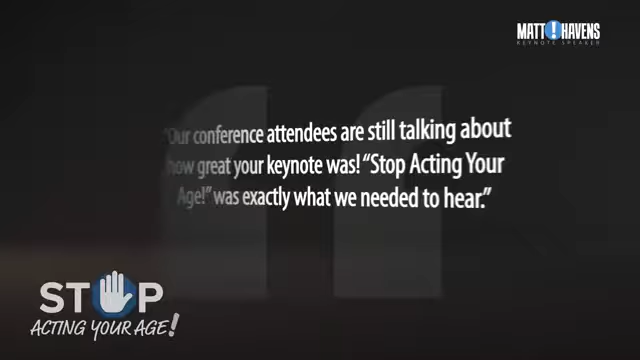 MATT!HAVENS
KEYNOTE SPEAKER
"Our conference attendees are still talking about
how great your keynote was! "Stop Acting Your
Age!" was exactly what we needed to hear."
STOP
ACTING YOUR AGE!